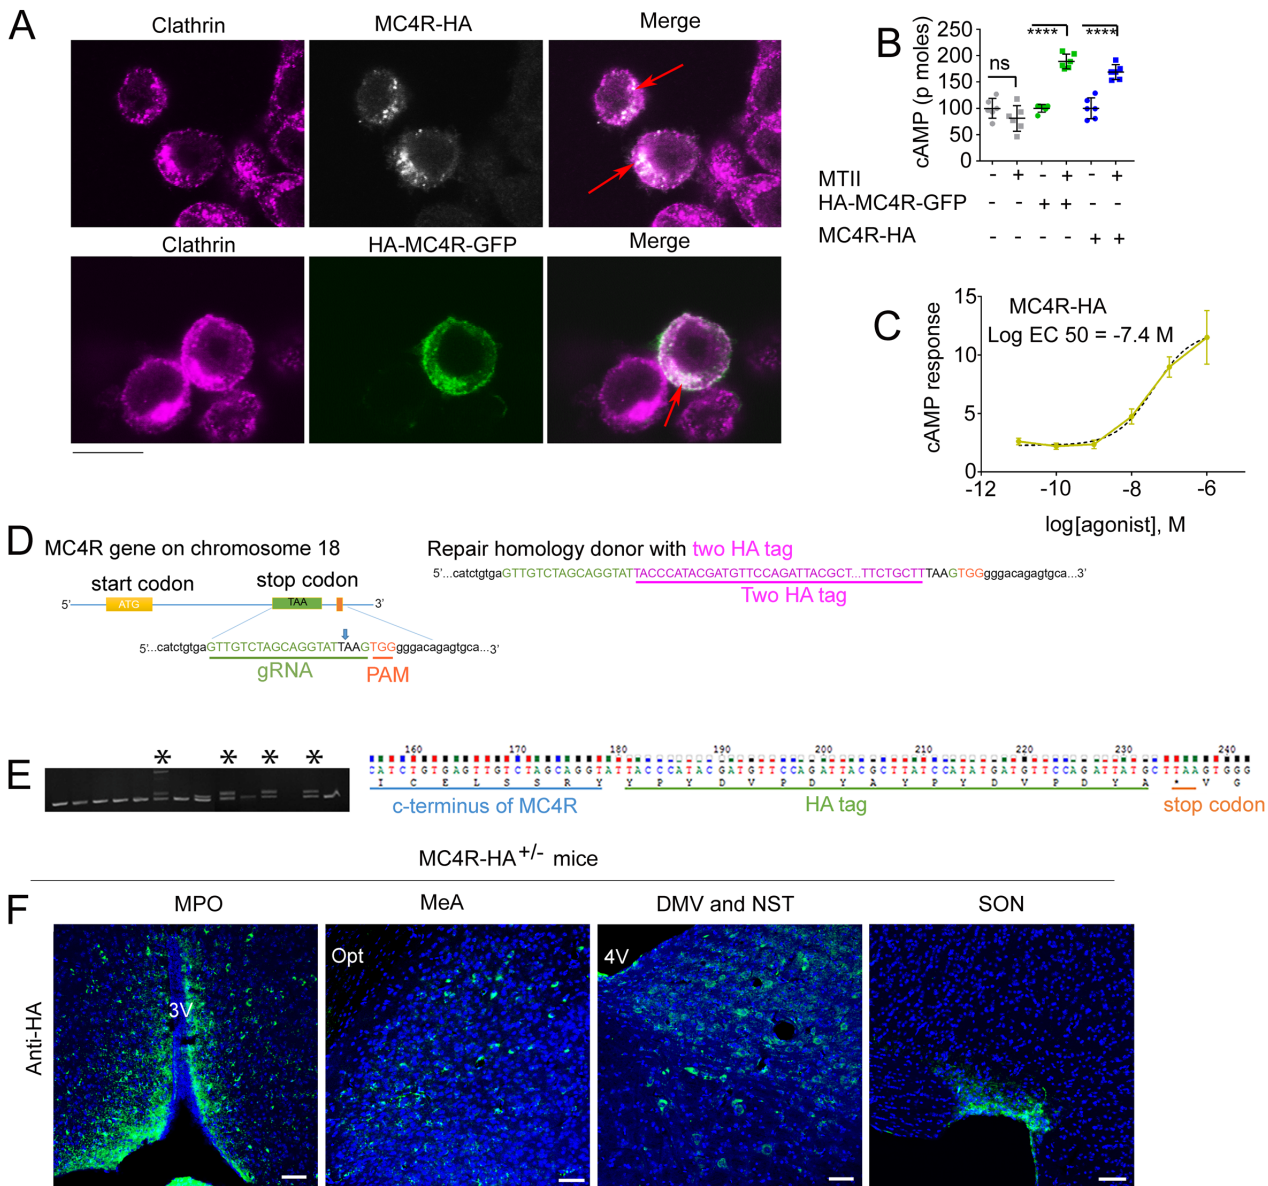 A
Clathrin
MC4R-HA
Merge
Clathrin
HA-MC4R-GFP
Merge
B
cAMP (p moles)
250
200
150
100
50
0
ns
****
****
MTII - + - + - +
HA-MC4R-GFP - - + + - -
MC4R-HA - - - - + +
C
MC4R-HA
Log EC 50 = -7.4 M
cAMP response
15
10
5
0
-12 -10 -8 -6
log[agonist], M
D
MC4R gene on chromosome 18
start codon
stop codon
5' ATG TAA 3'
5'...catctgtgaGTTGTCTAGCAGGTATTAAGTGGgggacagagtgca...3'
gRNA
PAM
Repair homology donor with two HA tag
5'...catctgtgaGTTGTCTAGCAGGTATTACCCATACGATGTTCCAGATTACGCT...TTCTGCTTTAAGTGGgggacagagtgca...3'
Two HA tag
E
* * * *
160 170 180 190 200 210 220 230 240
CATCTGTGAGTTGTCTAGCAGGTATTACCCATACGATGTTCCAGATTACGCTTATCCATATGATGTTCCAGATTATGCTTAAGTGGG
I C E L S S R Y Y P Y D V P D Y A Y P Y D V P D Y A * V G
c-terminus of MC4R
HA tag
stop codon
MC4R-HA+/- mice
F
MPO
MeA
DMV and NST
SON
Anti-HA
3V
Opt
4V